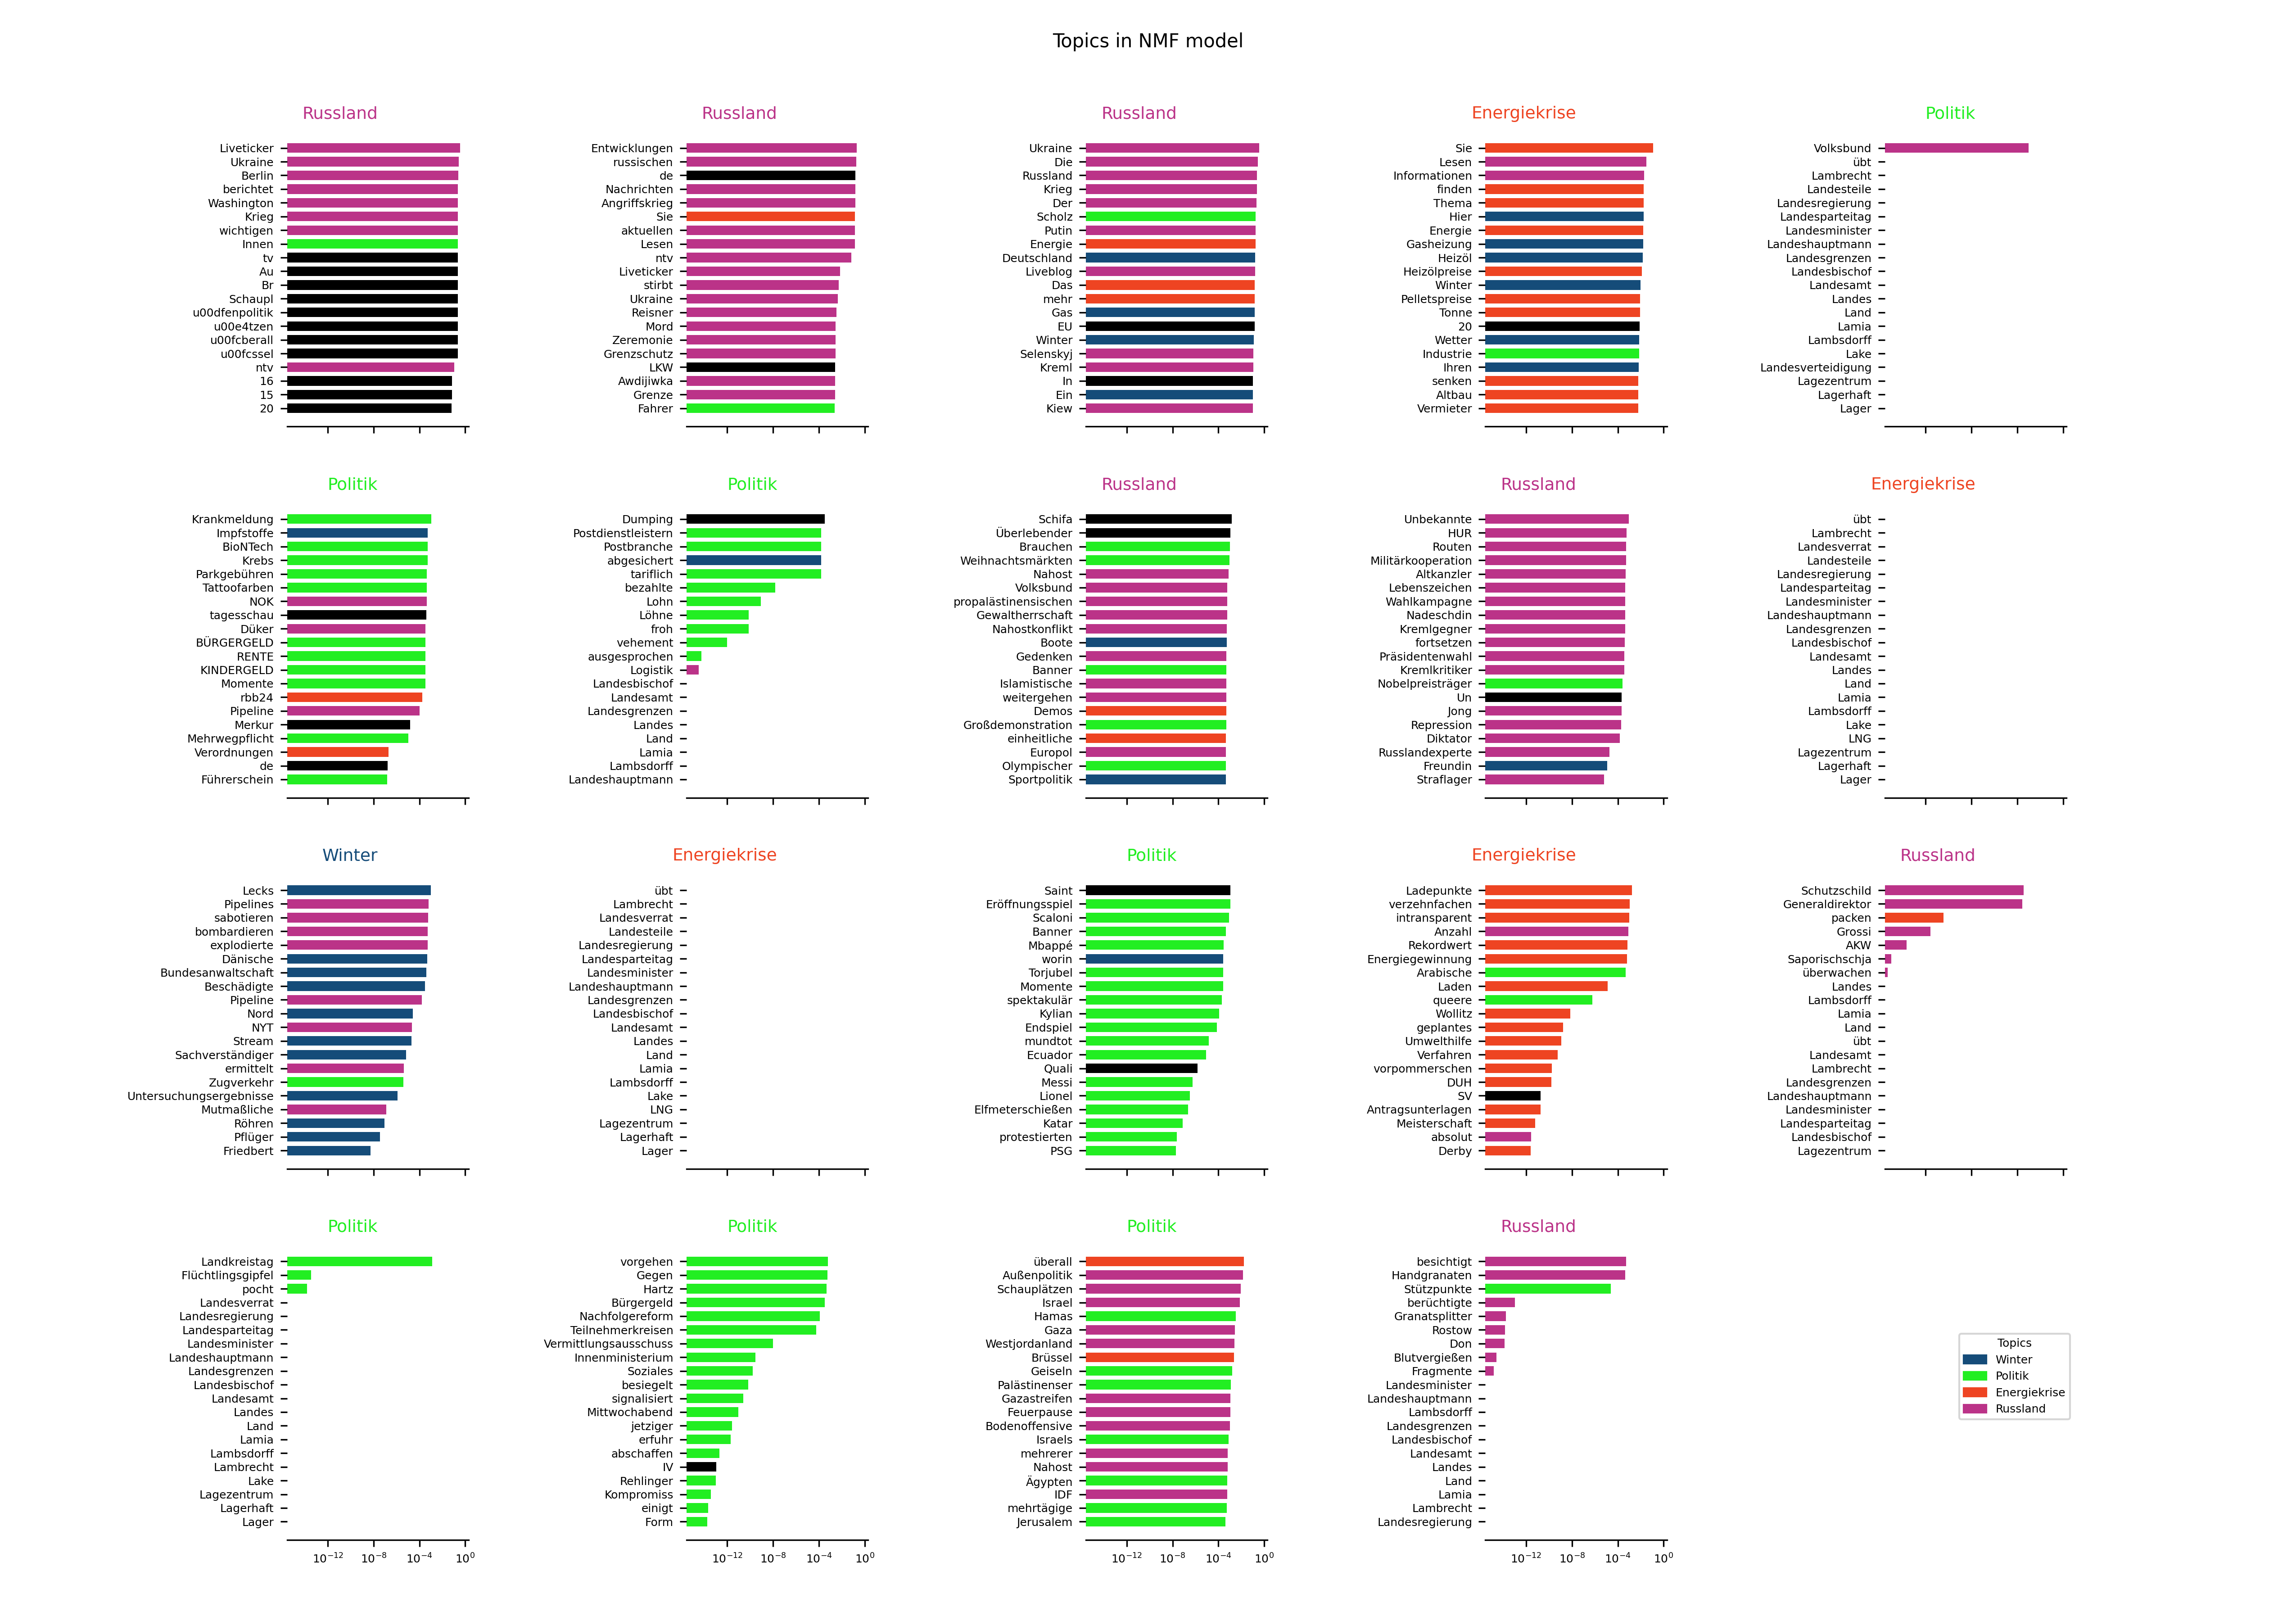 Topics in NMF model
Russland
Liveticker
Ukraine
Berlin
berichtet
Washington
Krieg
wichtigen
Innen
tv
Au
Br
Schaupl
u00dfenpolitik
u00e4tzen
u00fcberall
u00fcssel
ntv
16
15
20
Russland
Entwicklungen
russischen
de
Nachrichten
Angriffskrieg
Sie
aktuellen
Lesen
ntv
Liveticker
stirbt
Ukraine
Reisner
Mord
Zeremonie
Grenzschutz
LKW
Awdijiwka
Grenze
Fahrer
Russland
Ukraine
Die
Russland
Krieg
Der
Scholz
Putin
Energie
Deutschland
Liveblog
Das
mehr
Gas
EU
Winter
Selenskyj
Kreml
In
Ein
Kiew
Energiekrise
Sie
Lesen
Informationen
finden
Thema
Hier
Energie
Gasheizung
Heizöl
Heizölpreise
Winter
Pelletspreise
Tonne
20
Wetter
Industrie
Ihren
senken
Altbau
Vermieter
Politik
Volksbund
übt
Lambrecht
Landesteile
Landesregierung
Landesparteitag
Landesminister
Landeshauptmann
Landesgrenzen
Landesbischof
Landesamt
Landes
Land
Lamia
Lambsdorff
Lake
Landesverteidigung
Lagezentrum
Lagerhaft
Lager
Politik
Krankmeldung
Impfstoffe
BioNTech
Krebs
Parkgebühren
Tattoofarben
NOK
tagesschau
Düker
BÜRGERGELD
RENTE
KINDERGELD
Momente
rbb24
Pipeline
Merkur
Mehrwegpflicht
Verordnungen
de
Führerschein
Politik
Dumping
Postdienstleistern
Postbranche
abgesichert
tariflich
bezahlte
Lohn
Löhne
froh
vehement
ausgesprochen
Logistik
Landesbischof
Landesamt
Landesgrenzen
Landes
Land
Lamia
Lambsdorff
Landeshauptmann
Russland
Schifa
Überlebender
Brauchen
Weihnachtsmärkten
Nahost
Volksbund
propalästinensischen
Gewaltherrschaft
Nahostkonflikt
Boote
Gedenken
Banner
Islamistische
weitergehen
Demos
Großdemonstration
einheitliche
Europol
Olympischer
Sportpolitik
Russland
Unbekannte
HUR
Routen
Militärkooperation
Altkanzler
Lebenszeichen
Wahlkampagne
Nadeschdin
Kremlgegner
fortsetzen
Präsidentenwahl
Kremlkritiker
Nobelpreisträger
Un
Jong
Repression
Diktator
Russlandexperte
Freundin
Straflager
Energiekrise
übt
Lambrecht
Landesverrat
Landesteile
Landesregierung
Landesparteitag
Landesminister
Landeshauptmann
Landesgrenzen
Landesbischof
Landesamt
Landes
Land
Lamia
Lambsdorff
Lake
LNG
Lagezentrum
Lagerhaft
Lager
Winter
Lecks
Pipelines
sabotieren
bombardieren
explodierte
Dänische
Bundesanwaltschaft
Beschädigte
Pipeline
Nord
NYT
Stream
Sachverständiger
ermittelt
Zugverkehr
Untersuchungsergebnisse
Mutmaßliche
Röhren
Pflüger
Friedbert
Energiekrise
übt
Lambrecht
Landesverrat
Landesteile
Landesregierung
Landesparteitag
Landesminister
Landeshauptmann
Landesgrenzen
Landesbischof
Landesamt
Landes
Land
Lamia
Lambsdorff
Lake
LNG
Lagezentrum
Lagerhaft
Lager
Politik
Saint
Eröffnungsspiel
Scaloni
Banner
Mbappé
worin
Torjubel
Momente
spektakulär
Kylian
Endspiel
mundtot
Ecuador
Quali
Messi
Lionel
Elfmeterschießen
Katar
protestierten
PSG
Energiekrise
Ladepunkte
verzehnfachen
intransparent
Anzahl
Rekordwert
Energiegewinnung
Arabische
Laden
queere
Wollitz
geplantes
Umwelthilfe
Verfahren
vorpommerschen
DUH
SV
Antragsunterlagen
Meisterschaft
absolut
Derby
Russland
Schutzschild
Generaldirektor
packen
Grossi
AKW
Saporischschja
überwachen
Landes
Lambsdorff
Lamia
Land
übt
Landesamt
Lambrecht
Landesgrenzen
Landeshauptmann
Landesminister
Landesparteitag
Landesbischof
Lagezentrum
Politik
Landkreistag
Flüchtlingsgipfel
pocht
Landesverrat
Landesregierung
Landesparteitag
Landesminister
Landeshauptmann
Landesgrenzen
Landesbischof
Landesamt
Landes
Land
Lamia
Lambsdorff
Lambrecht
Lake
Lagezentrum
Lagerhaft
Lager
10⁻¹² 10⁻⁸ 10⁻⁴ 10⁰
Politik
vorgehen
Gegen
Hartz
Bürgergeld
Nachfolgereform
Teilnehmerkreisen
Vermittlungsausschuss
Innenministerium
Soziales
besiegelt
signalisiert
Mittwochabend
jetziger
erfuhr
abschaffen
IV
Rehlinger
Kompromiss
einigt
Form
10⁻¹² 10⁻⁸ 10⁻⁴ 10⁰
Politik
überall
Außenpolitik
Schauplätzen
Israel
Hamas
Gaza
Westjordanland
Brüssel
Geiseln
Palästinenser
Gazastreifen
Feuerpause
Bodenoffensive
Israels
mehrerer
Nahost
Ägypten
IDF
mehrtägige
Jerusalem
10⁻¹² 10⁻⁸ 10⁻⁴ 10⁰
Russland
besichtigt
Handgranaten
Stützpunkte
berüchtigte
Granatsplitter
Rostow
Don
Blutvergießen
Fragmente
Landesminister
Landeshauptmann
Lambsdorff
Landesgrenzen
Landesbischof
Landesamt
Landes
Land
Lamia
Lambrecht
Landesregierung
10⁻¹² 10⁻⁸ 10⁻⁴ 10⁰
Topics
Winter
Politik
Energiekrise
Russland